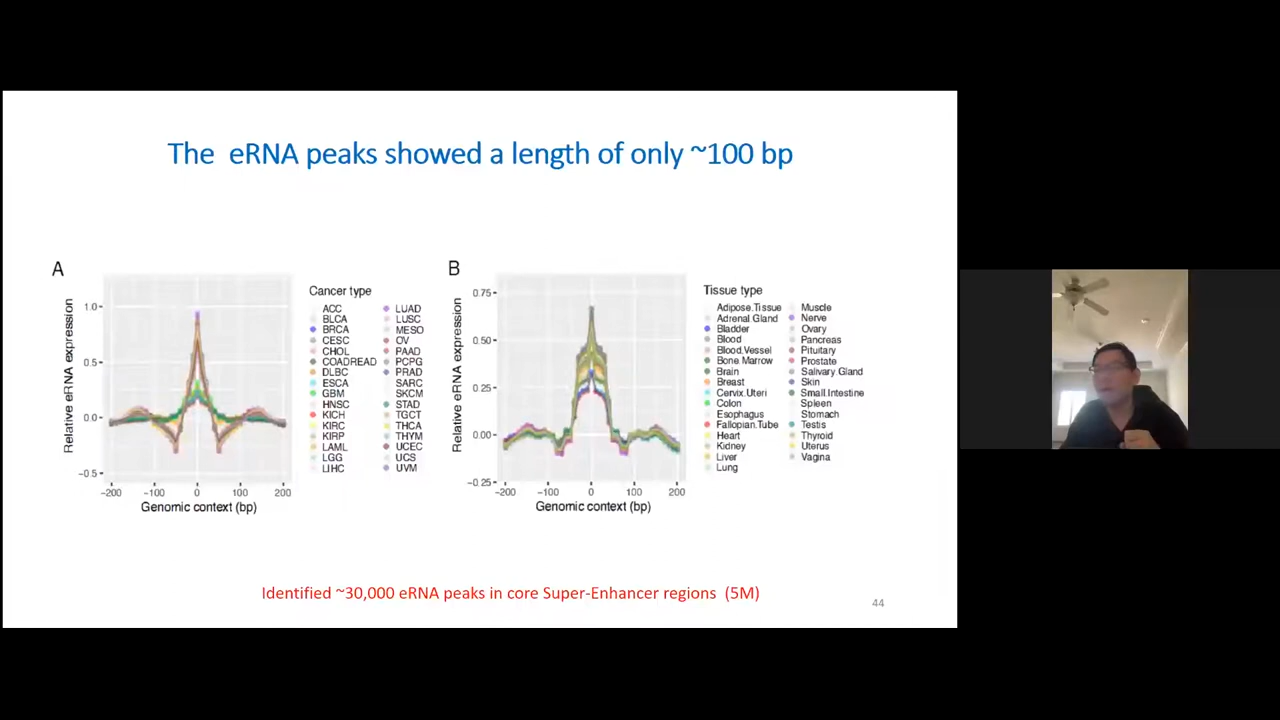 The eRNA peaks showed a length of only ~100 bp
A
Relative eRNA expression
1.0
0.5
0.0
−0.5
−200 −100 0 100 200
Genomic context (bp)
Cancer type
ACC LUAD
BLCA LUSC
BRCA MESO
CESC OV
CHOL PAAD
COADREAD PCPG
DLBC PRAD
ESCA SARC
GBM SKCM
HNSC STAD
KICH TGCT
KIRC THCA
KIRP THYM
LAML UCEC
LGG UCS
LIHC UVM
B
Relative eRNA expression
0.75
0.50
0.25
0.00
−0.25
−200 −100 0 100 200
Genomic context (bp)
Tissue type
Adipose.Tissue Muscle
Adrenal.Gland Nerve
Bladder Ovary
Blood Pancreas
Blood.Vessel Pituitary
Bone.Marrow Prostate
Brain Salivary.Gland
Breast Skin
Cervix.Uteri Small.Intestine
Colon Spleen
Esophagus Stomach
Fallopian.Tube Testis
Heart Thyroid
Kidney Uterus
Liver Vagina
Lung
Identified ~30,000 eRNA peaks in core Super-Enhancer regions (5M)
44